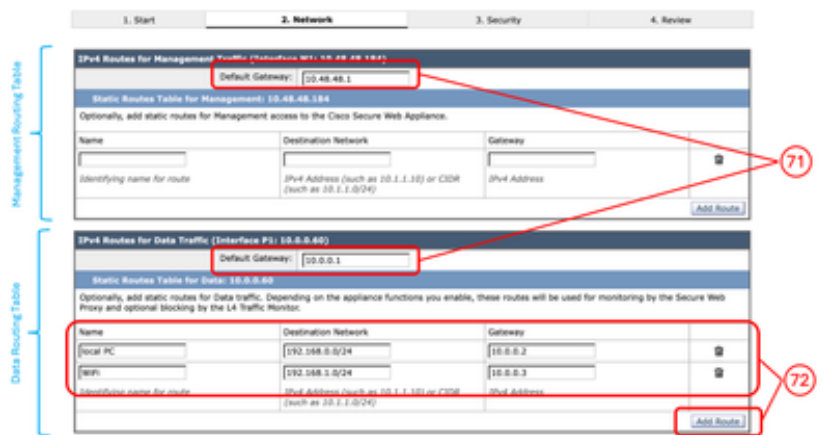 1. Start 2. Network 3. Security 4. Review
Management Routing Table
IPv4 Routes for Management Traffic (Interface M1: 10.48.48.184)
Default Gateway: 10.48.48.1
Static Routes Table for Management: 10.48.48.184
Optionally, add static routes for Management access to the Cisco Secure Web Appliance.
Name Destination Network Gateway
Identifying name for route IPv4 Address (such as 10.1.1.10) or CIDR IPv4 Address
(such as 10.1.1.0/24)
Add Route
71
Data Routing Table
IPv4 Routes for Data Traffic (Interface P1: 10.0.0.60)
Default Gateway: 10.0.0.1
Static Routes Table for Data: 10.0.0.60
Optionally, add static routes for Data traffic. Depending on the appliance functions you enable, these routes will be used for monitoring by the Secure Web
Proxy and optional blocking by the L4 Traffic Monitor.
Name Destination Network Gateway
local PC 192.168.0.0/24 10.0.0.2
WiFi 192.168.1.0/24 10.0.0.3
Identifying name for route IPv4 Address (such as 10.1.1.10) or CIDR IPv4 Address
(such as 10.1.1.0/24)
72
Add Route